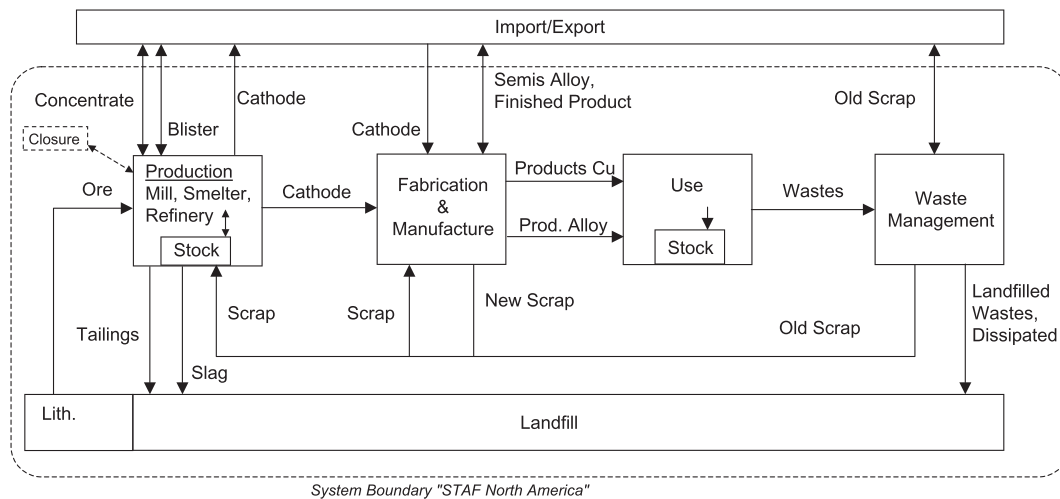 Import/Export
Concentrate
Cathode
Semis Alloy,
Finished Product
Old Scrap
Blister
Cathode
Closure
Production
Mill, Smelter,
Refinery
Stock
Ore
Cathode
Fabrication
&
Manufacture
Products Cu
Prod. Alloy
Use
Stock
Wastes
Waste
Management
Tailings
Slag
Scrap
Scrap
New Scrap
Old Scrap
Landfilled
Wastes,
Dissipated
Lith.
Landfill
System Boundary "STAF North America"